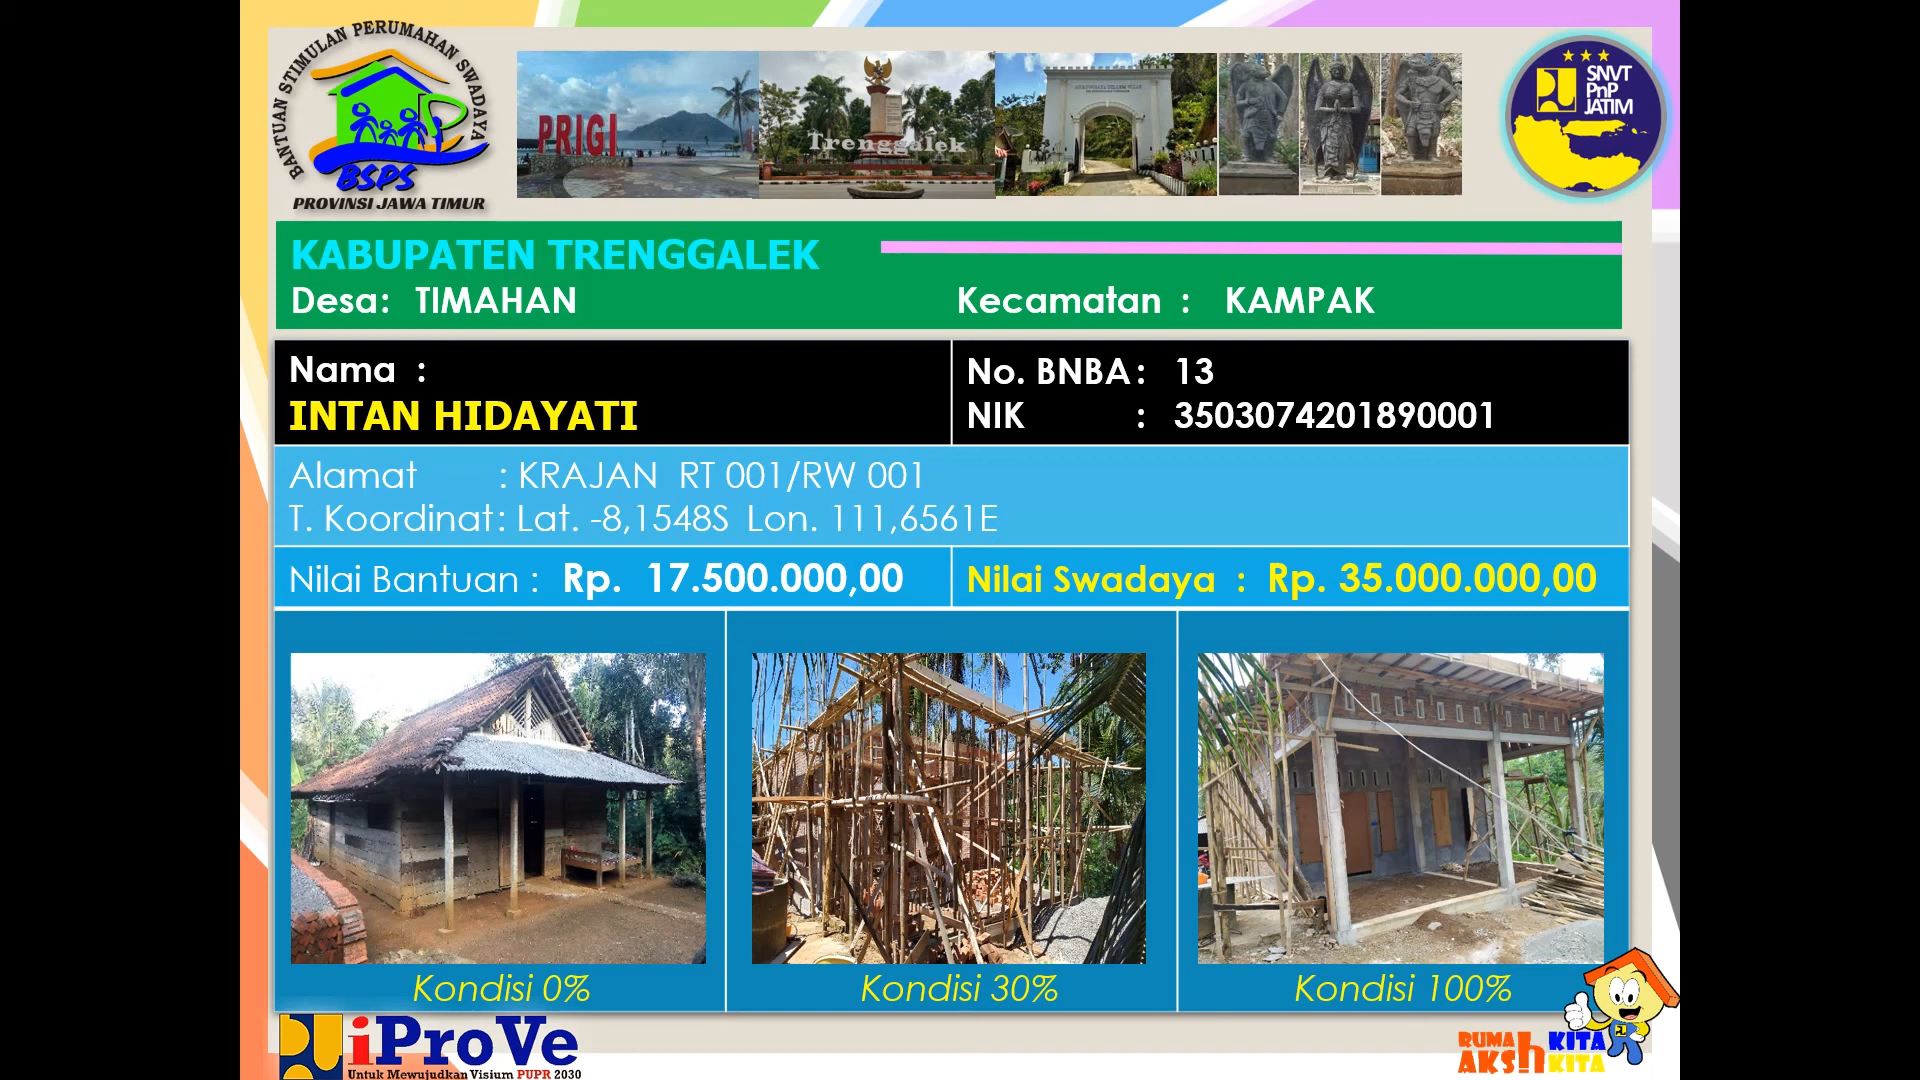 BANTUAN STIMULAN PERUMAHAN SWADAYA
BSPS
PROVINSI JAWA TIMUR
PRIGI
Trenggalek
SNVT
PnP
JATIM
KABUPATEN TRENGGALEK
Desa: TIMAHAN Kecamatan : KAMPAK
Nama :
INTAN HIDAYATI
No. BNBA : 13
NIK : 3503074201890001
Alamat : KRAJAN RT 001/RW 001
T. Koordinat : Lat. -8,1548S Lon. 111,6561E
Nilai Bantuan : Rp. 17.500.000,00 Nilai Swadaya : Rp. 35.000.000,00
Kondisi 0% Kondisi 30% Kondisi 100%
iProVe
Untuk Mewujudkan Visium PUPR 2030
RUMAh KITA
AKSh KITA